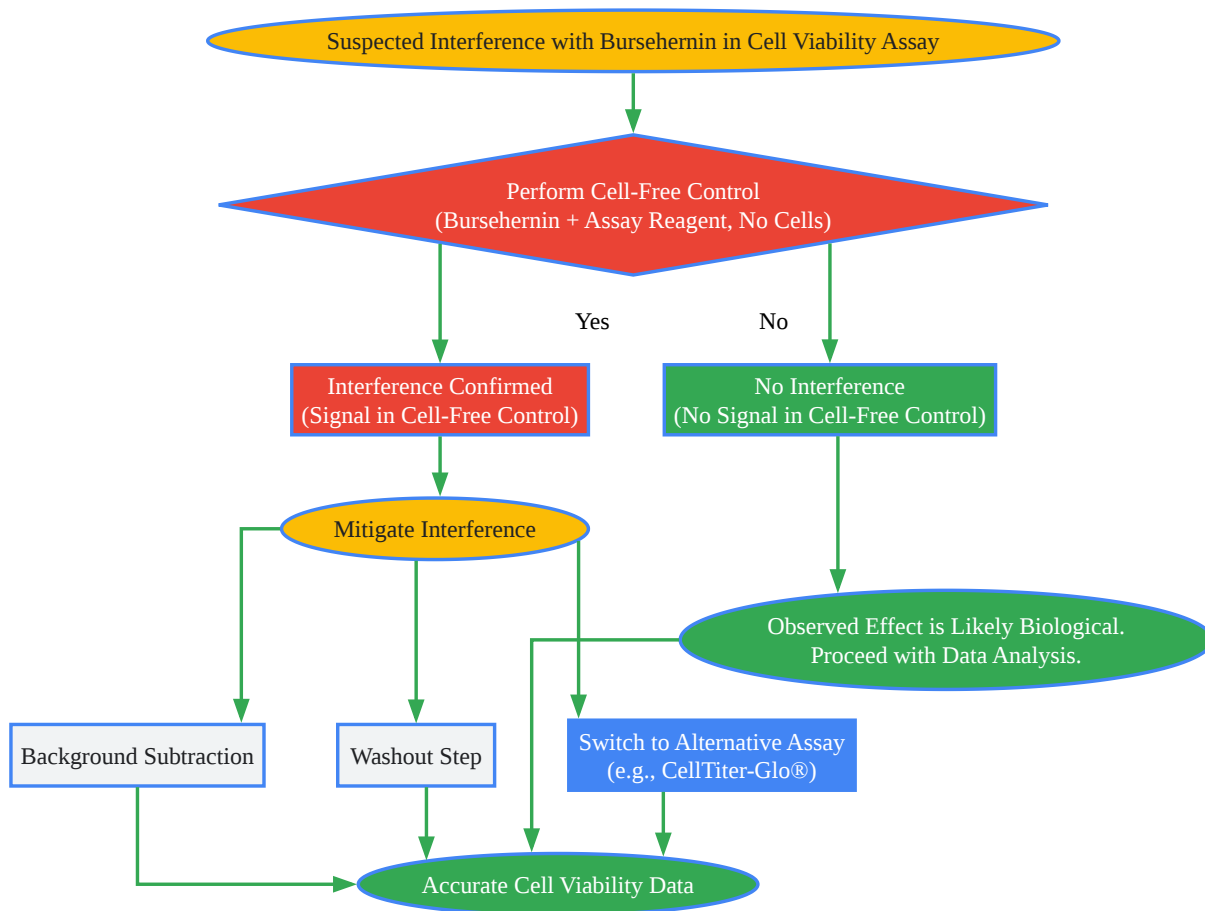 Suspected Interference with Bursehernin in Cell Viability Assay
Perform Cell-Free Control
(Bursehernin + Assay Reagent, No Cells)
Yes
No
Interference Confirmed
(Signal in Cell-Free Control)
No Interference
(No Signal in Cell-Free Control)
Mitigate Interference
Observed Effect is Likely Biological.
Proceed with Data Analysis.
Background Subtraction
Washout Step
Switch to Alternative Assay
(e.g., CellTiter-Glo®)
Accurate Cell Viability Data